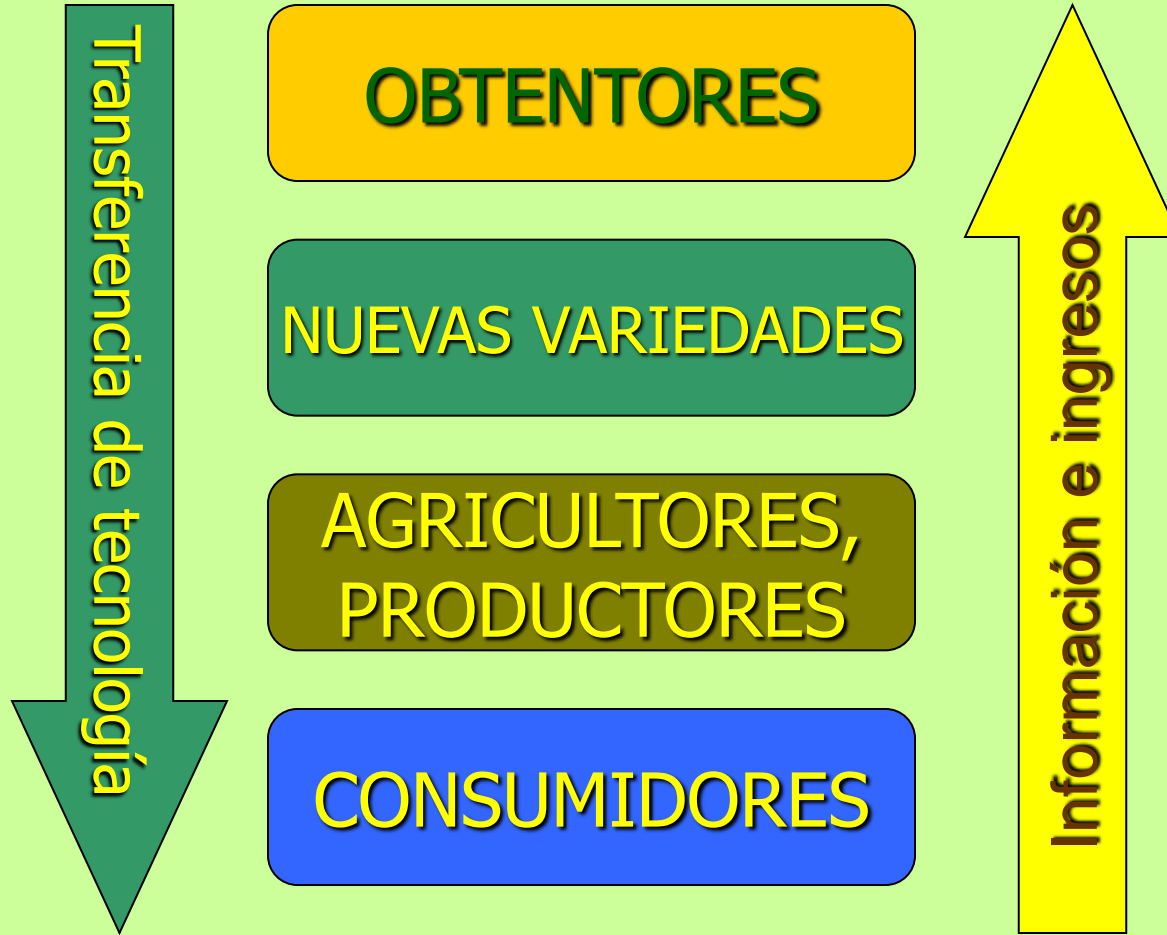 Transferencia de tecnología
OBTENTORES
NUEVAS VARIEDADES
AGRICULTORES,
PRODUCTORES
CONSUMIDORES
Información e ingresos